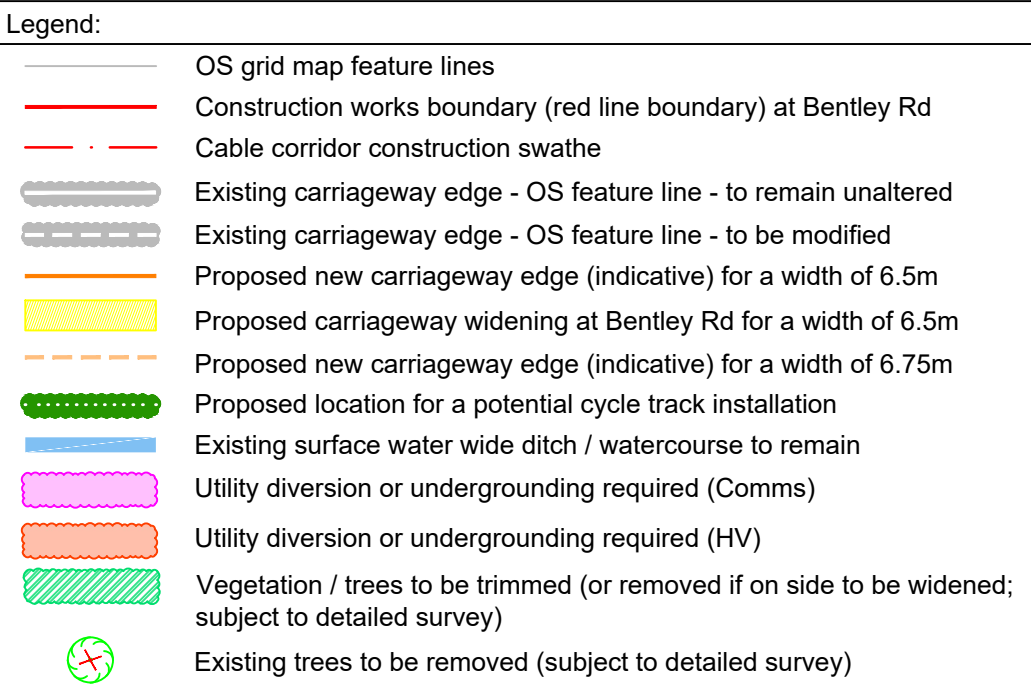 Legend:
OS grid map feature lines
Construction works boundary (red line boundary) at Bentley Rd
Cable corridor construction swathe
Existing carriageway edge - OS feature line - to remain unaltered
Existing carriageway edge - OS feature line - to be modified
Proposed new carriageway edge (indicative) for a width of 6.5m
Proposed carriageway widening at Bentley Rd for a width of 6.5m
Proposed new carriageway edge (indicative) for a width of 6.75m
Proposed location for a potential cycle track installation
Existing surface water wide ditch / watercourse to remain
Utility diversion or undergrounding required (Comms)
Utility diversion or undergrounding required (HV)
Vegetation / trees to be trimmed (or removed if on side to be widened;
subject to detailed survey)
Existing trees to be removed (subject to detailed survey)